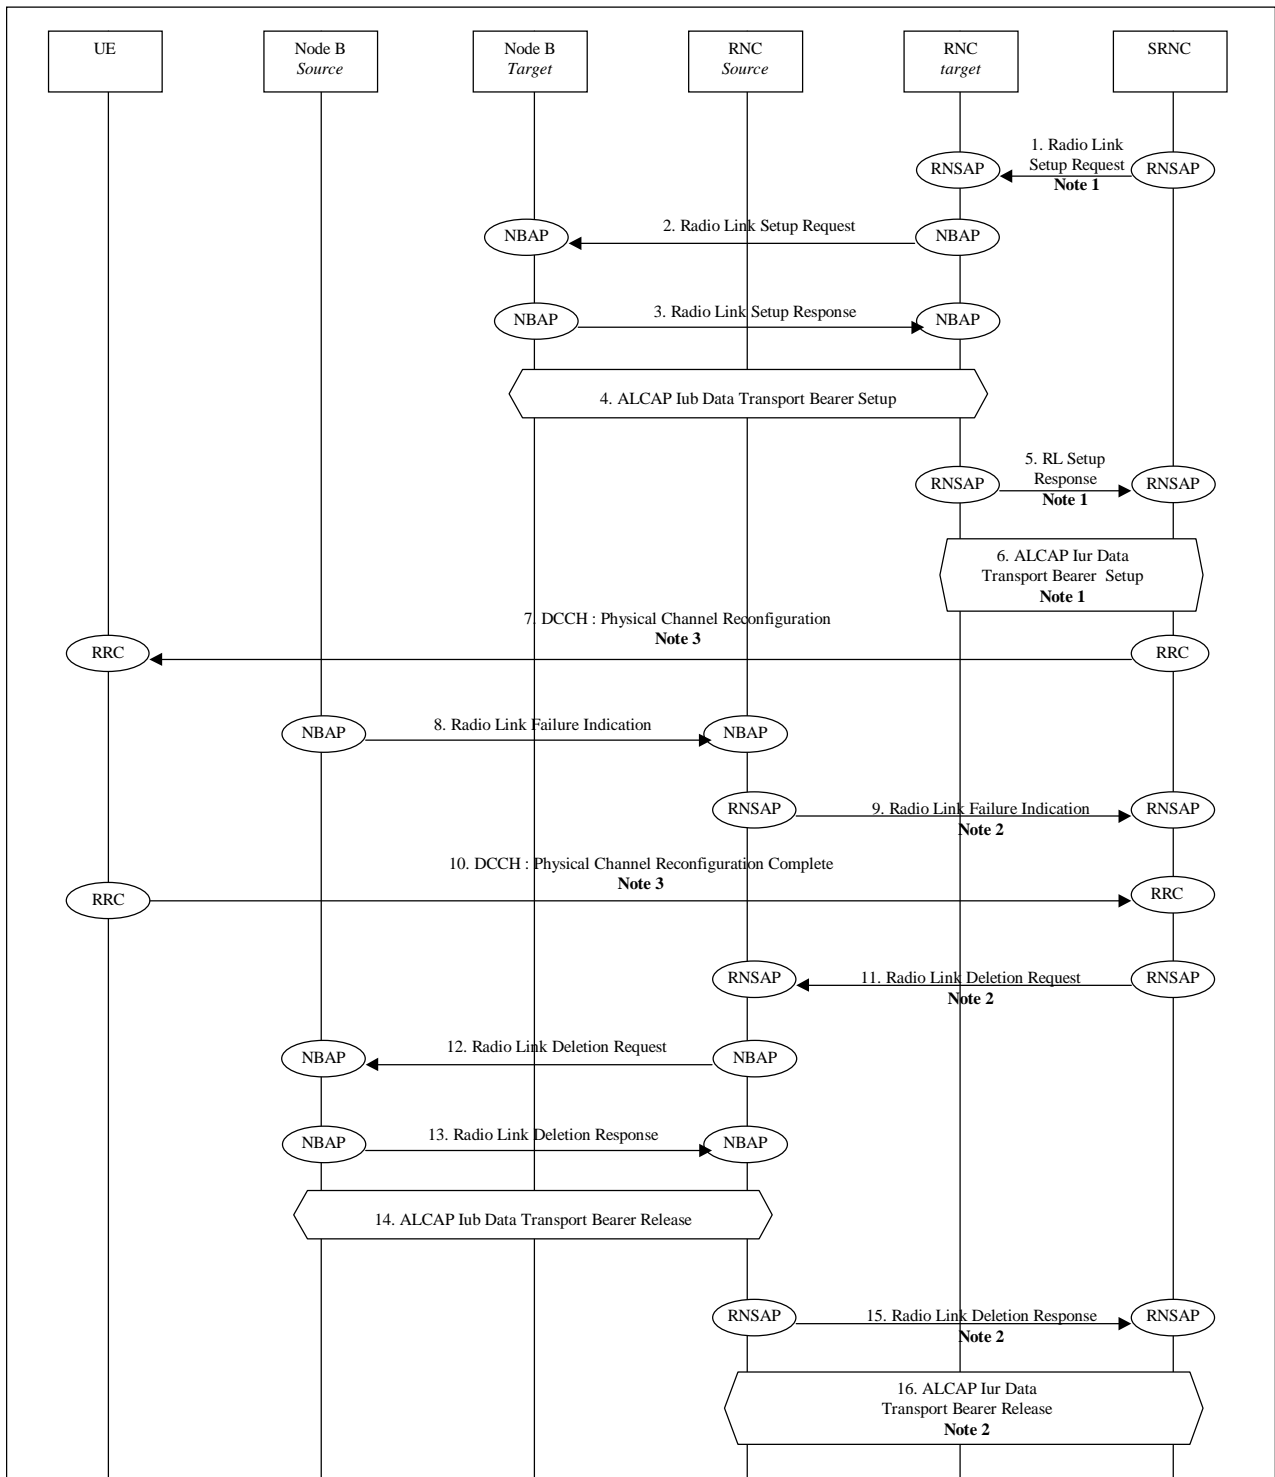 UE
Node B
Source
Node B
Target
RNC
Source
RNC
target
SRNC
1. Radio Link
Setup Request
Note 1
RNSAP
RNSAP
2. Radio Link Setup Request
NBAP
NBAP
3. Radio Link Setup Response
NBAP
NBAP
4. ALCAP Iub Data Transport Bearer Setup
5. RL Setup
Response
Note 1
RNSAP
RNSAP
6. ALCAP Iur Data
Transport Bearer Setup
Note 1
7. DCCH : Physical Channel Reconfiguration
Note 3
RRC
RRC
8. Radio Link Failure Indication
NBAP
NBAP
RNSAP
9. Radio Link Failure Indication
Note 2
RNSAP
10. DCCH : Physical Channel Reconfiguration Complete
Note 3
RRC
RRC
RNSAP
11. Radio Link Deletion Request
Note 2
RNSAP
12. Radio Link Deletion Request
NBAP
NBAP
13. Radio Link Deletion Response
NBAP
NBAP
14. ALCAP Iub Data Transport Bearer Release
RNSAP
15. Radio Link Deletion Response
Note 2
RNSAP
16. ALCAP Iur Data
Transport Bearer Release
Note 2